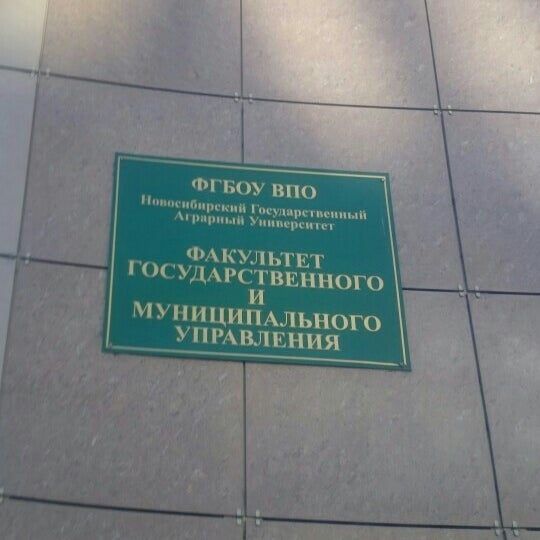 ФГБОУ ВПО
Новосибирский Государственный
Аграрный Университет
ФАКУЛЬТЕТ
ГОСУДАРСТВЕННОГО
И
МУНИЦИПАЛЬНОГО
УПРАВЛЕНИЯ